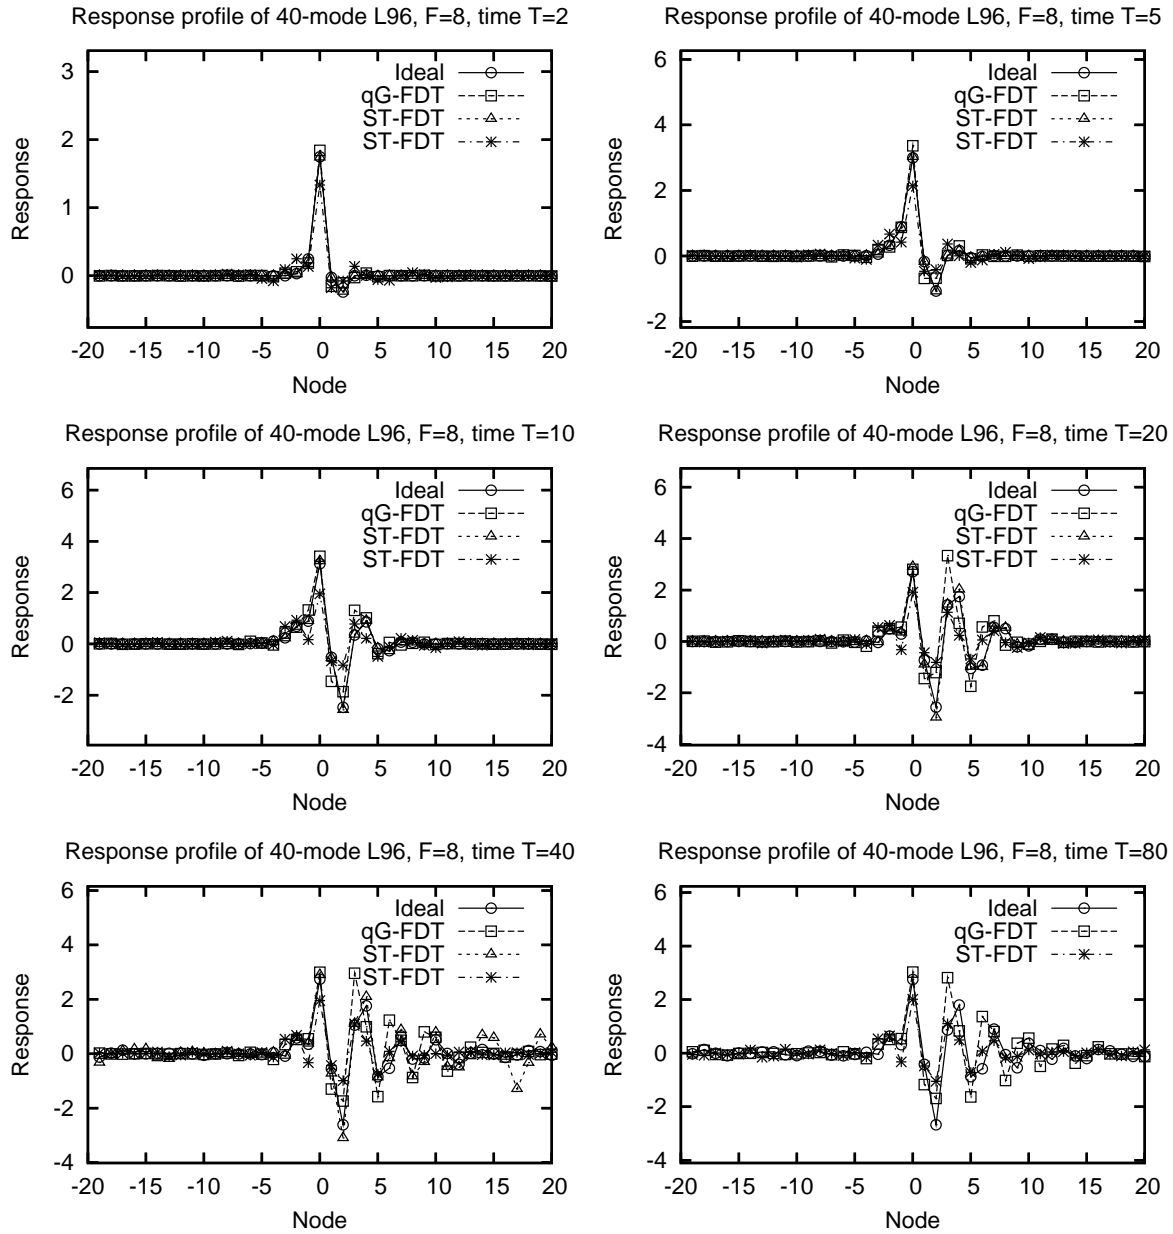 Response profile of 40-mode L96, F=8, time T=2
3
2
1
0
Response
Ideal
qG-FDT
ST-FDT
ST-FDT
-20 -15 -10 -5 0 5 10 15 20
Node
Response profile of 40-mode L96, F=8, time T=5
6
4
2
0
-2
Response
Ideal
qG-FDT
ST-FDT
ST-FDT
-20 -15 -10 -5 0 5 10 15 20
Node
Response profile of 40-mode L96, F=8, time T=10
6
4
2
0
-2
Response
Ideal
qG-FDT
ST-FDT
ST-FDT
-20 -15 -10 -5 0 5 10 15 20
Node
Response profile of 40-mode L96, F=8, time T=20
6
4
2
0
-2
-4
Response
Ideal
qG-FDT
ST-FDT
ST-FDT
-20 -15 -10 -5 0 5 10 15 20
Node
Response profile of 40-mode L96, F=8, time T=40
6
4
2
0
-2
-4
Response
Ideal
qG-FDT
ST-FDT
ST-FDT
-20 -15 -10 -5 0 5 10 15 20
Node
Response profile of 40-mode L96, F=8, time T=80
6
4
2
0
-2
-4
Response
Ideal
qG-FDT
ST-FDT
-20 -15 -10 -5 0 5 10 15 20
Node